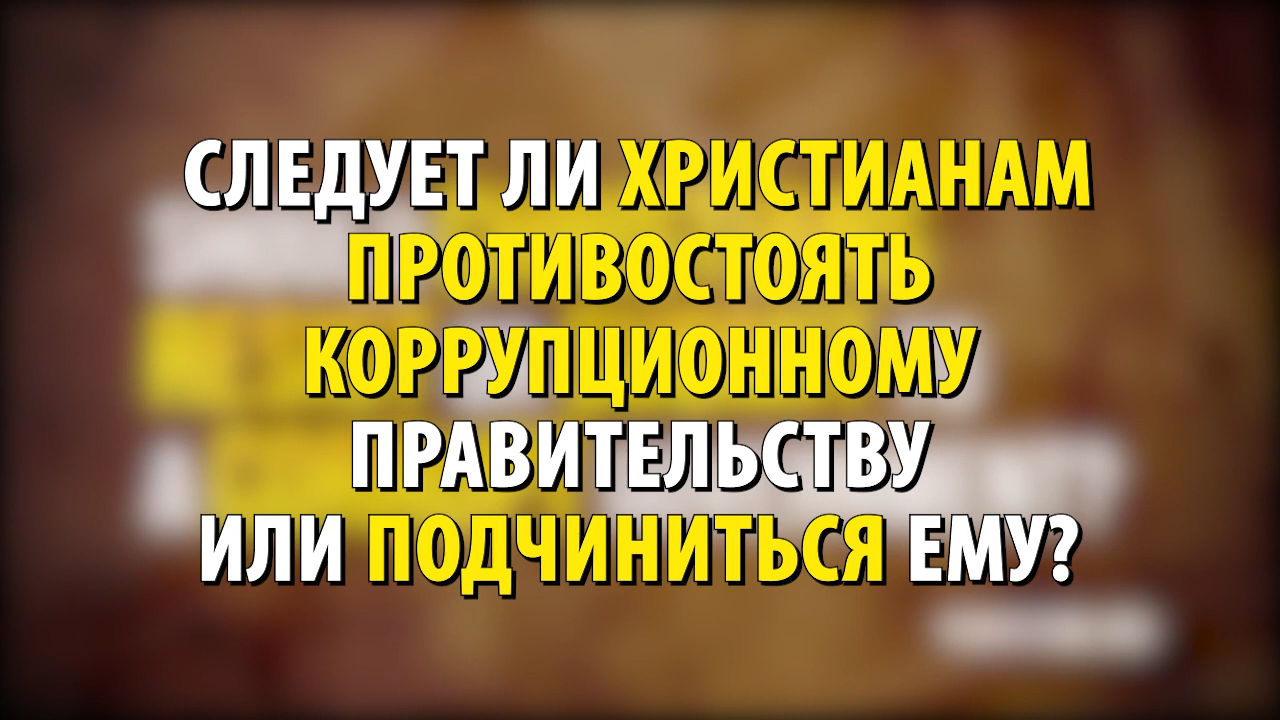 СЛЕДУЕТ ЛИ ХРИСТИАНАМ
ПРОТИВОСТОЯТЬ
КОРРУПЦИОННОМУ
ПРАВИТЕЛЬСТВУ
ИЛИ ПОДЧИНИТЬСЯ ЕМУ?